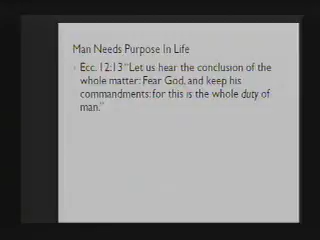 Man Needs Purpose In Life
Ecc. 12:13 "Let us hear the conclusion of the
whole matter: Fear God, and keep his
commandments: for this is the whole duty of
man."